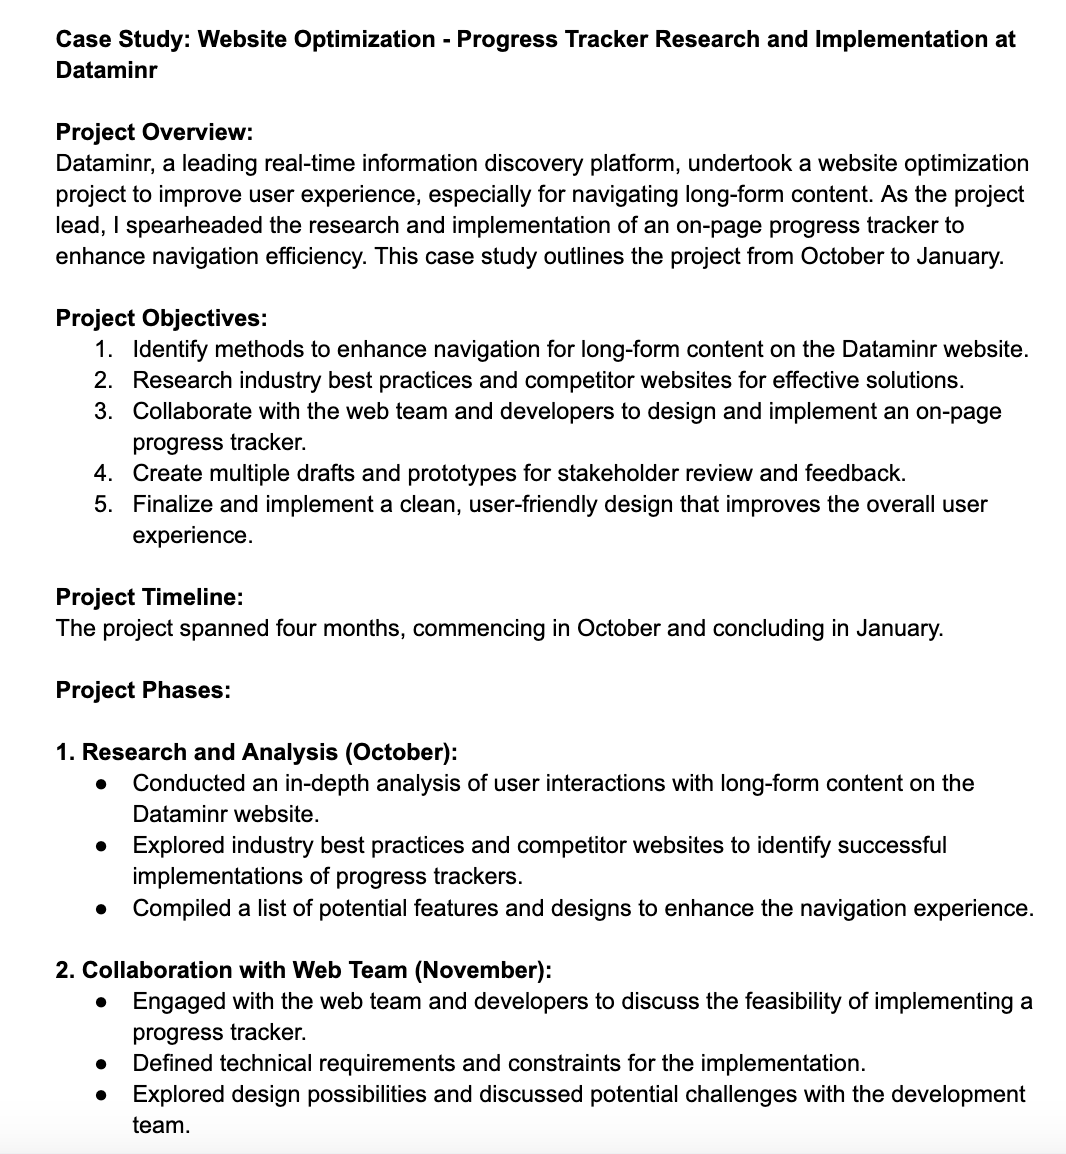 Case Study: Website Optimization - Progress Tracker Research and Implementation at
Dataminr
Project Overview:
Dataminr, a leading real-time information discovery platform, undertook a website optimization
project to improve user experience, especially for navigating long-form content. As the project
lead, I spearheaded the research and implementation of an on-page progress tracker to
enhance navigation efficiency. This case study outlines the project from October to January.
Project Objectives:
1. Identify methods to enhance navigation for long-form content on the Dataminr website.
2. Research industry best practices and competitor websites for effective solutions.
3. Collaborate with the web team and developers to design and implement an on-page
progress tracker.
4. Create multiple drafts and prototypes for stakeholder review and feedback.
5. Finalize and implement a clean, user-friendly design that improves the overall user
experience.
Project Timeline:
The project spanned four months, commencing in October and concluding in January.
Project Phases:
1. Research and Analysis (October):
● Conducted an in-depth analysis of user interactions with long-form content on the
Dataminr website.
● Explored industry best practices and competitor websites to identify successful
implementations of progress trackers.
● Compiled a list of potential features and designs to enhance the navigation experience.
2. Collaboration with Web Team (November):
● Engaged with the web team and developers to discuss the feasibility of implementing a
progress tracker.
● Defined technical requirements and constraints for the implementation.
● Explored design possibilities and discussed potential challenges with the development
team.